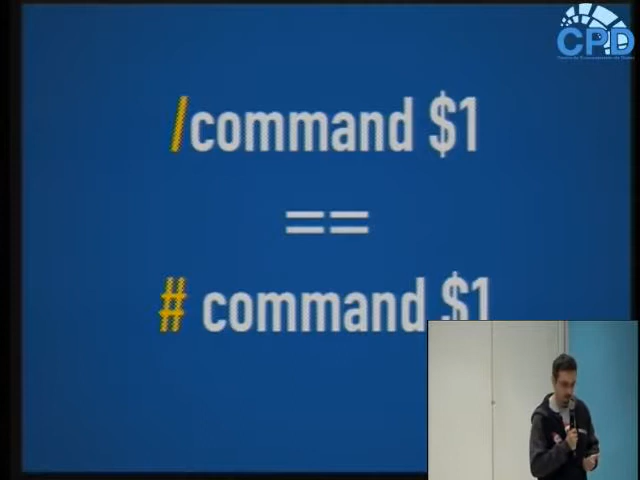 CPD
/command $1
==
# command $1